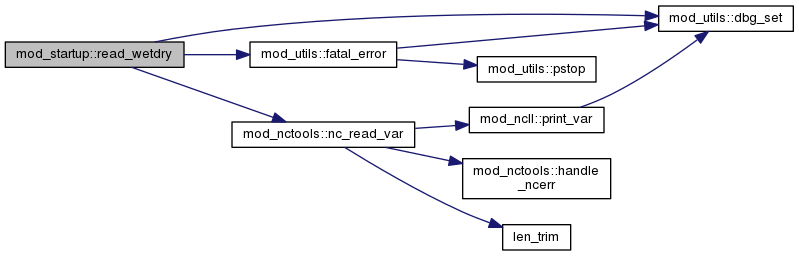 mod_startup::read_wetdry
mod_utils::fatal_error
mod_nctools::nc_read_var
mod_utils::dbg_set
mod_utils::pstop
mod_ncll::print_var
mod_nctools::handle
_ncerr
len_trim